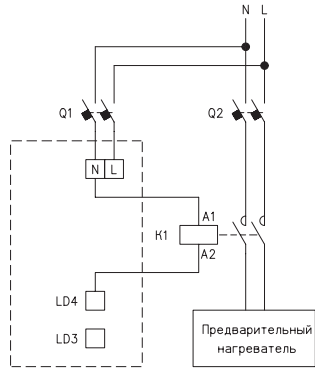 N L
Q1
Q2
N L
A1
K1
A2
LD4
LD3
Предварительный
нагреватель